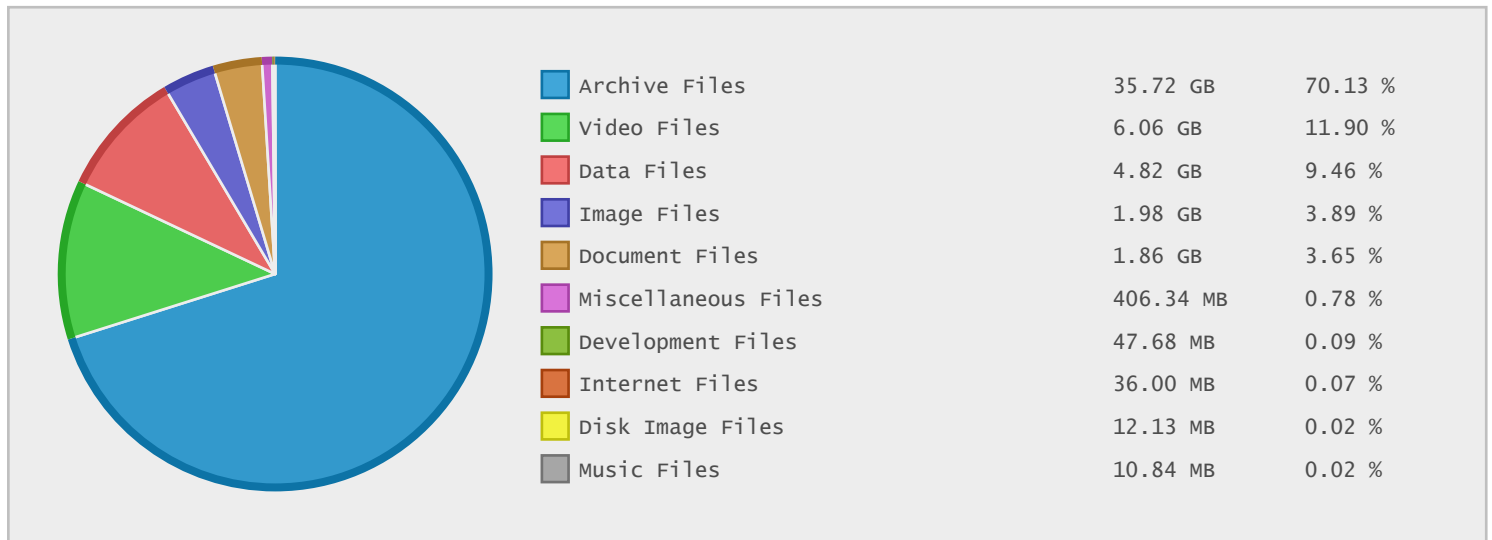 Archive Files 35.72 GB 70.13 %
Video Files 6.06 GB 11.90 %
Data Files 4.82 GB 9.46 %
Image Files 1.98 GB 3.89 %
Document Files 1.86 GB 3.65 %
Miscellaneous Files 406.34 MB 0.78 %
Development Files 47.68 MB 0.09 %
Internet Files 36.00 MB 0.07 %
Disk Image Files 12.13 MB 0.02 %
Music Files 10.84 MB 0.02 %